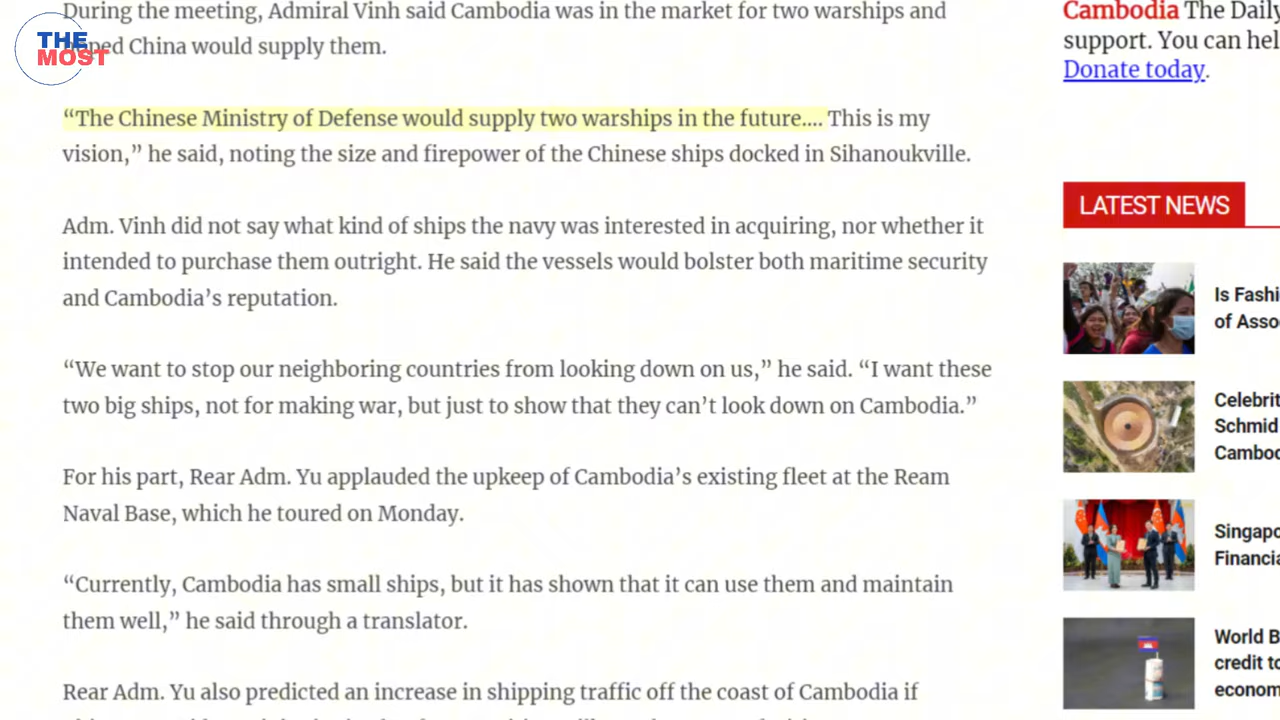 During the meeting, Admiral Vinh said Cambodia was in the market for two warships and
THE
MOST
China would supply them.
“The Chinese Ministry of Defense would supply two warships in the future.... This is my
vision,” he said, noting the size and firepower of the Chinese ships docked in Sihanoukville.
Adm. Vinh did not say what kind of ships the navy was interested in acquiring, nor whether it
intended to purchase them outright. He said the vessels would bolster both maritime security
and Cambodia’s reputation.
“We want to stop our neighboring countries from looking down on us,” he said. “I want these
two big ships, not for making war, but just to show that they can’t look down on Cambodia.”
For his part, Rear Adm. Yu applauded the upkeep of Cambodia’s existing fleet at the Ream
Naval Base, which he toured on Monday.
“Currently, Cambodia has small ships, but it has shown that it can use them and maintain
them well,” he said through a translator.
Rear Adm. Yu also predicted an increase in shipping traffic off the coast of Cambodia if
Cambodia The Daily
support. You can hel
Donate today.
LATEST NEWS
Is Fashi
of Asso
Celebrit
Schmid
Camboc
Singapo
Financia
World B
credit to
econom